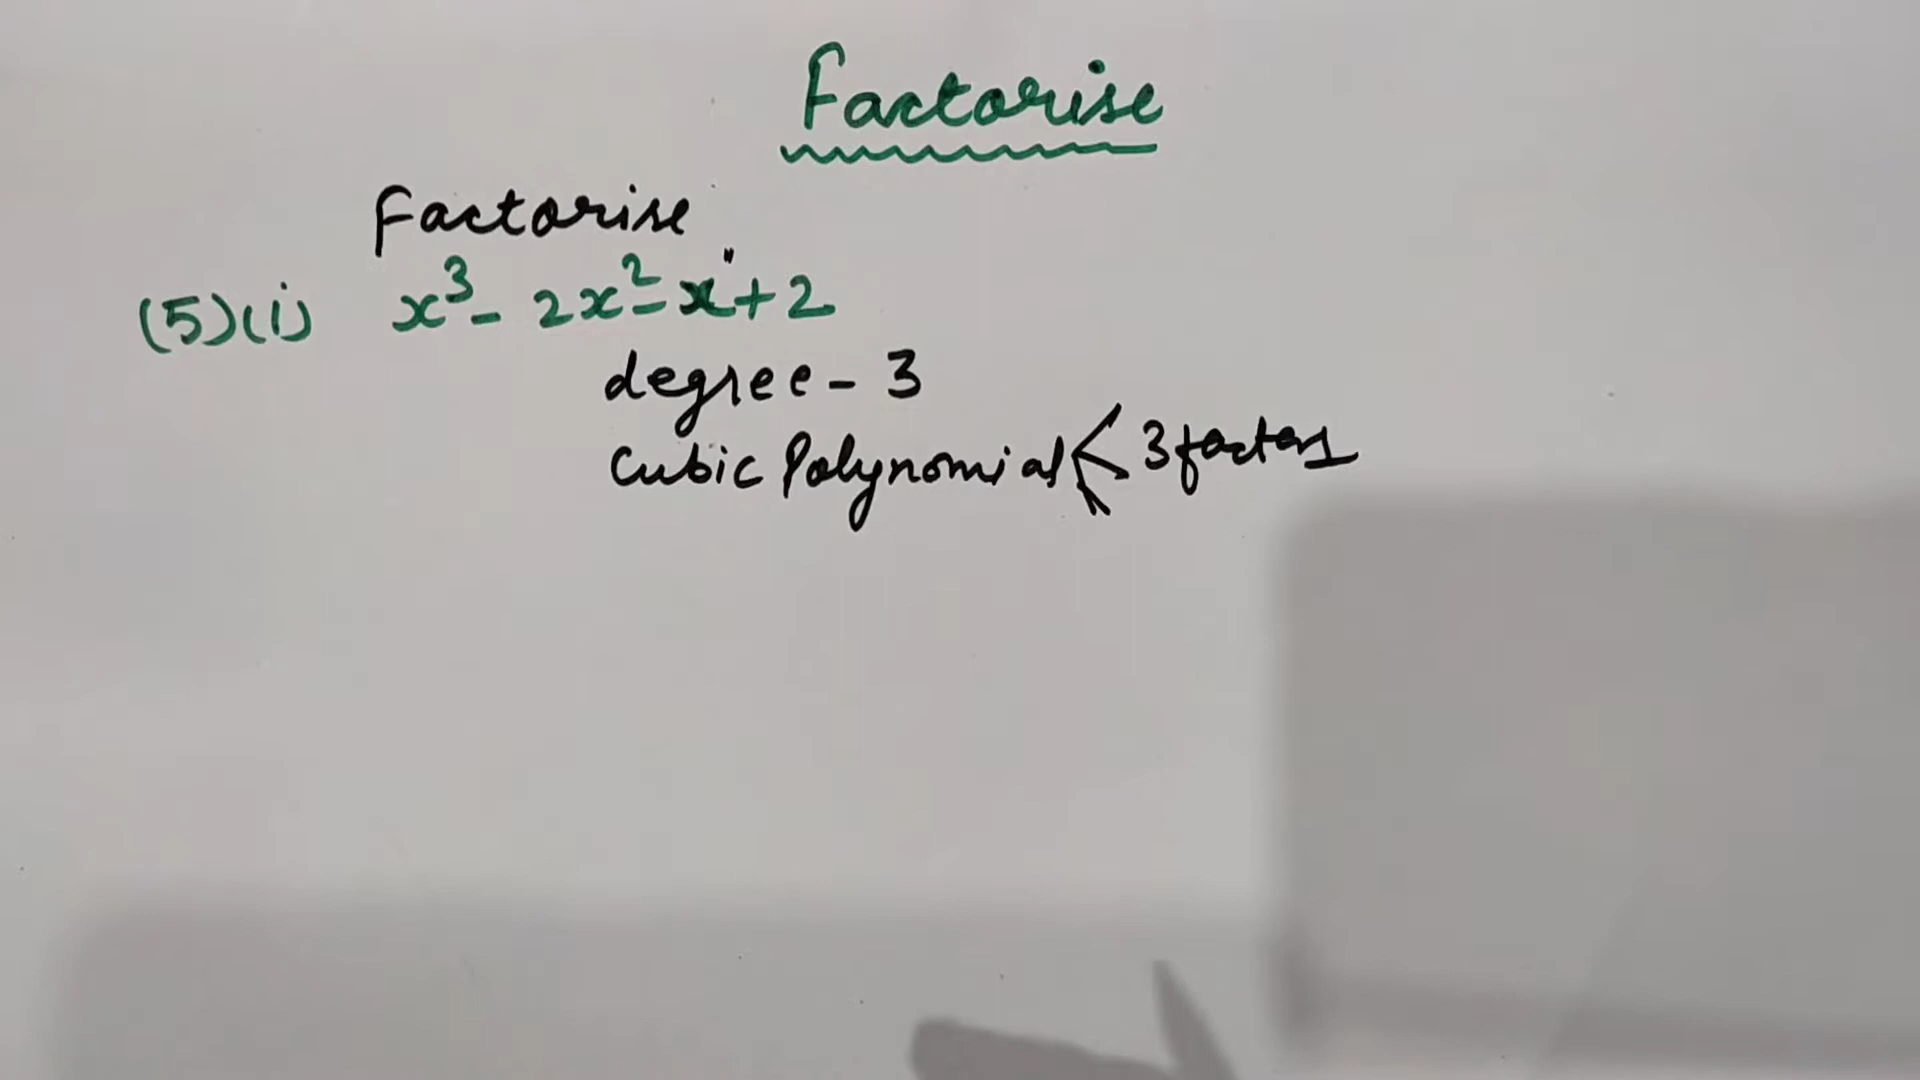 Factorise
Factorise
(5)(i) x³ - 2x² - x + 2
degree - 3
Cubic Polynomial < 3 factors